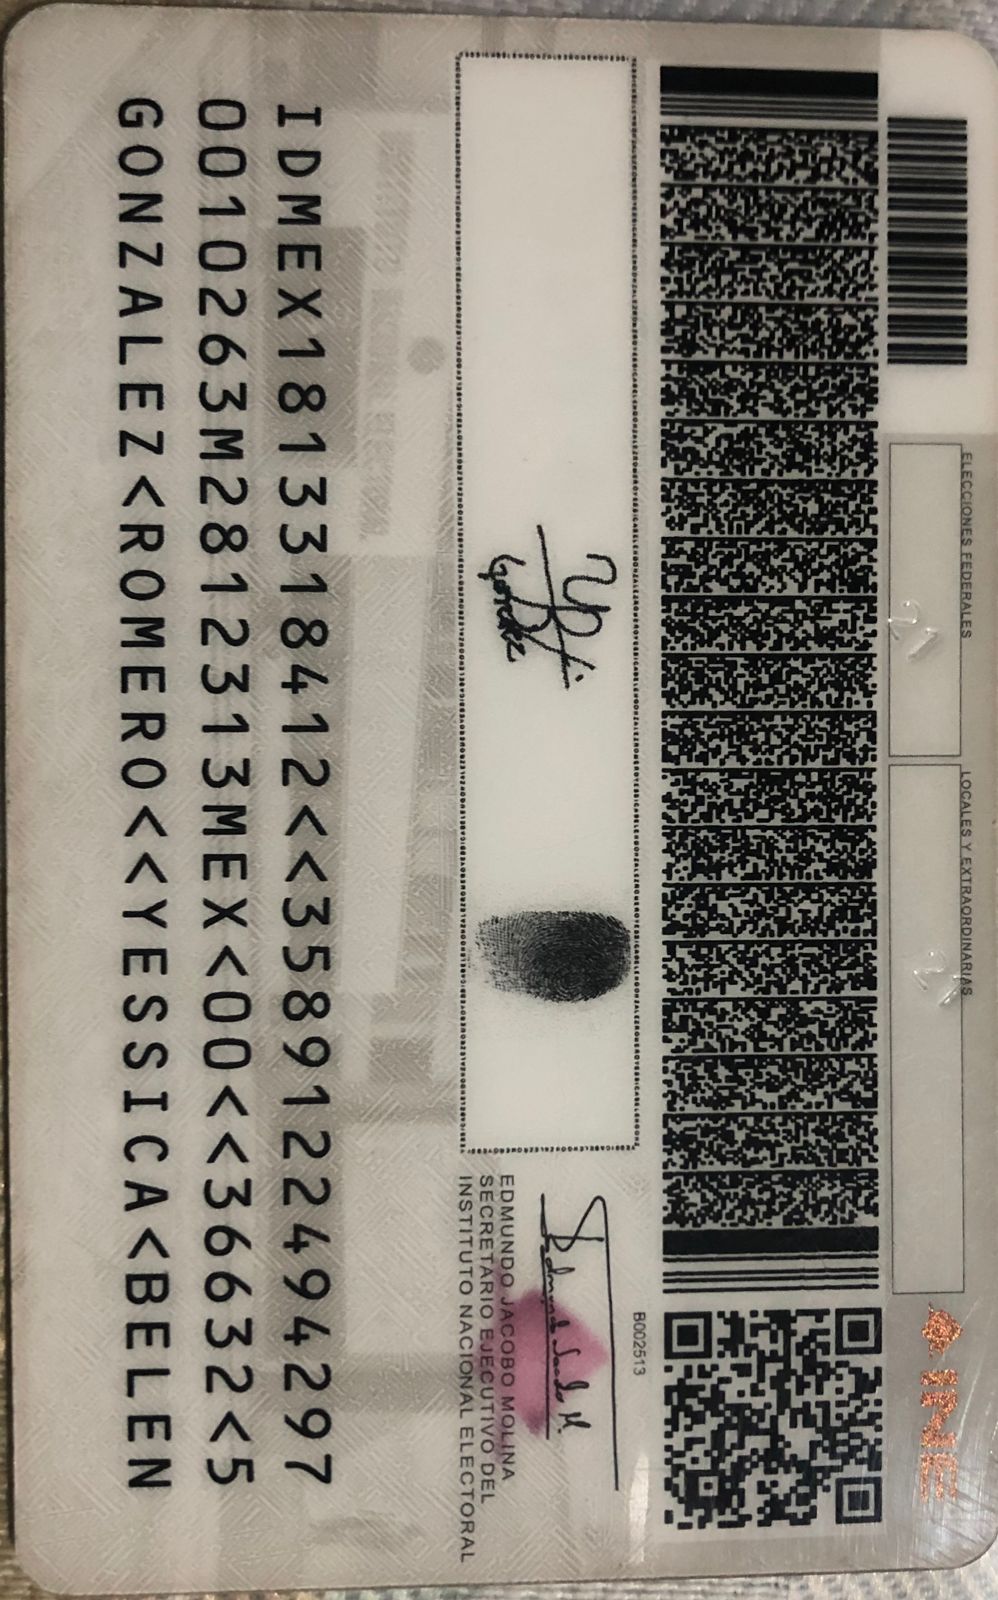 ELECCIONES FEDERALES
LOCALES Y EXTRAORDINARIAS
21
INE
B002513
EDMUNDO JACOBO MOLINA
SECRETARIO EJECUTIVO DEL
INSTITUTO NACIONAL ELECTORAL
IDMEX1813318412<<3589122494297
0010263M2812313MEX<00<<36632<5
GONZALEZ<ROMERO<<YESSICA<BELEN